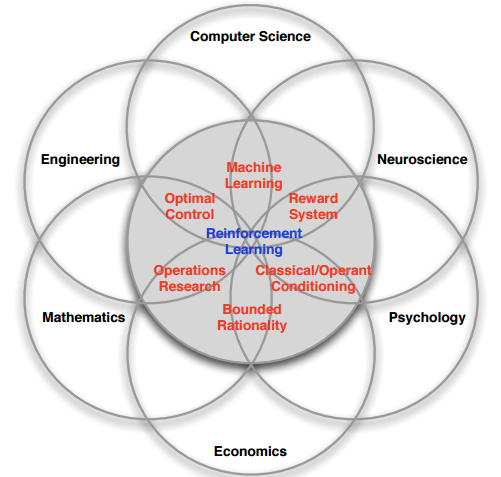 Computer Science
Engineering
Neuroscience
Machine
Learning
Optimal
Control
Reward
System
Reinforcement
Learning
Operations
Research
Classical/Operant
Conditioning
Bounded
Rationality
Mathematics
Psychology
Economics